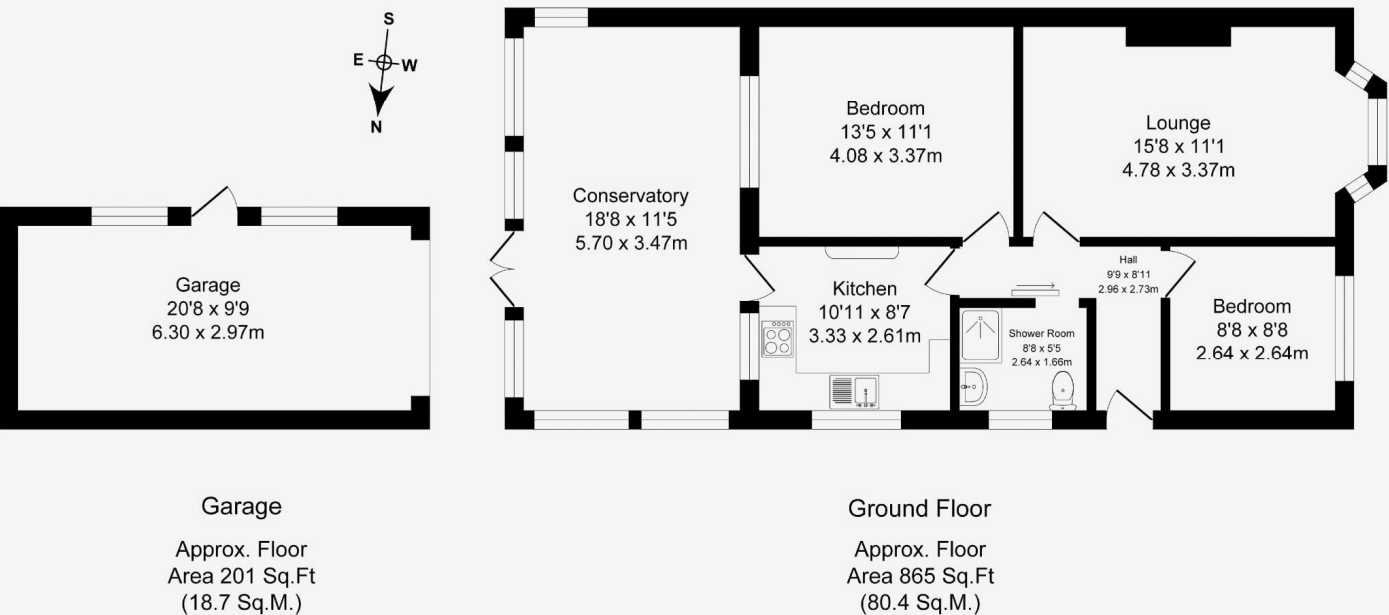 S
E W
N
Garage
20'8 x 9'9
6.30 x 2.97m
Conservatory
18'8 x 11'5
5.70 x 3.47m
Bedroom
13'5 x 11'1
4.08 x 3.37m
Lounge
15'8 x 11'1
4.78 x 3.37m
Kitchen
10'11 x 8'7
3.33 x 2.61m
Hall
9'9 x 8'11
2.96 x 2.73m
Shower Room
8'8 x 5'5
2.64 x 1.66m
Bedroom
8'8 x 8'8
2.64 x 2.64m
Garage
Approx. Floor
Area 201 Sq.Ft
(18.7 Sq.M.)
Ground Floor
Approx. Floor
Area 865 Sq.Ft
(80.4 Sq.M.)